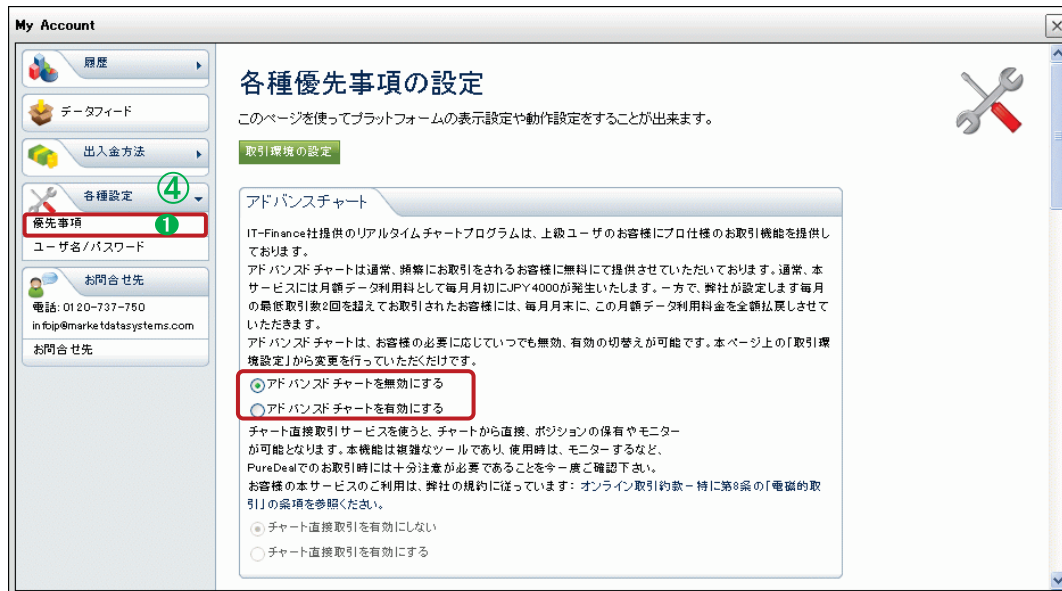 My Account
履歴
データフィード
出入金方法
各種設定 ④
優先事項 ❶
ユーザ名/パスワード
お問合せ先
電話: 0120-737-750
infoip@marketdatasystems.com
お問合せ先
各種優先事項の設定
このページを使ってプラットフォームの表示設定や動作設定をすることが出来ます。
取引環境の設定
アドバンスチャート
IT-Finance社提供のリアルタイムチャートプログラムは、上級ユーザのお客様にプロ仕様のお取引機能を提供し
ております。
アドバンスドチャートは通常、頻繁にお取引をされるお客様に無料にて提供させていただいております。通常、本
サービスには月額データ利用料として毎月月初にJPY4000が発生いたします。一方で、弊社が設定します毎月
の最低取引数2回を超えてお取引されたお客様には、毎月月末に、この月額データ利用料金を全額払戻しさせて
いただきます。
アドバンスドチャートは、お客様の必要に応じていつでも無効、有効の切替えが可能です。本ページ上の「取引環
境設定」から変更を行っていただくだけです。
アドバンスドチャートを無効にする
アドバンスドチャートを有効にする
チャート直接取引サービスを使うと、チャートから直接、ポジションの保有やモニター
が可能となります。本機能は複雑なツールであり、使用時は、モニターするなど、
PureDealでのお取引時には十分注意が必要であることを今一度ご確認下さい。
お客様の本サービスのご利用は、弊社の規約に従っています: オンライン取引約款－特に第8条の「電磁的取
引」の条項を参照ください。
チャート直接取引を有効にしない
チャート直接取引を有効にする